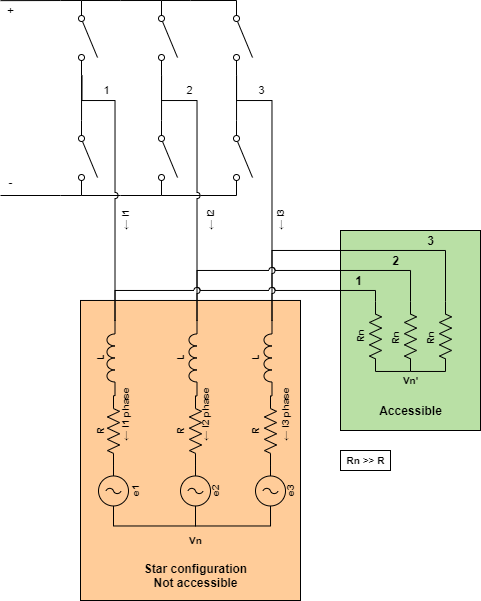 +
1
2
3
-
← I1
← I2
← I3
3
2
1
Rn
Rn
Rn
Vn'
Accessible
L
L
L
R
← I1 phase
R
← I2 phase
R
← I3 phase
Rn >> R
e1
e2
e3
Vn
Star configuration
Not accessible